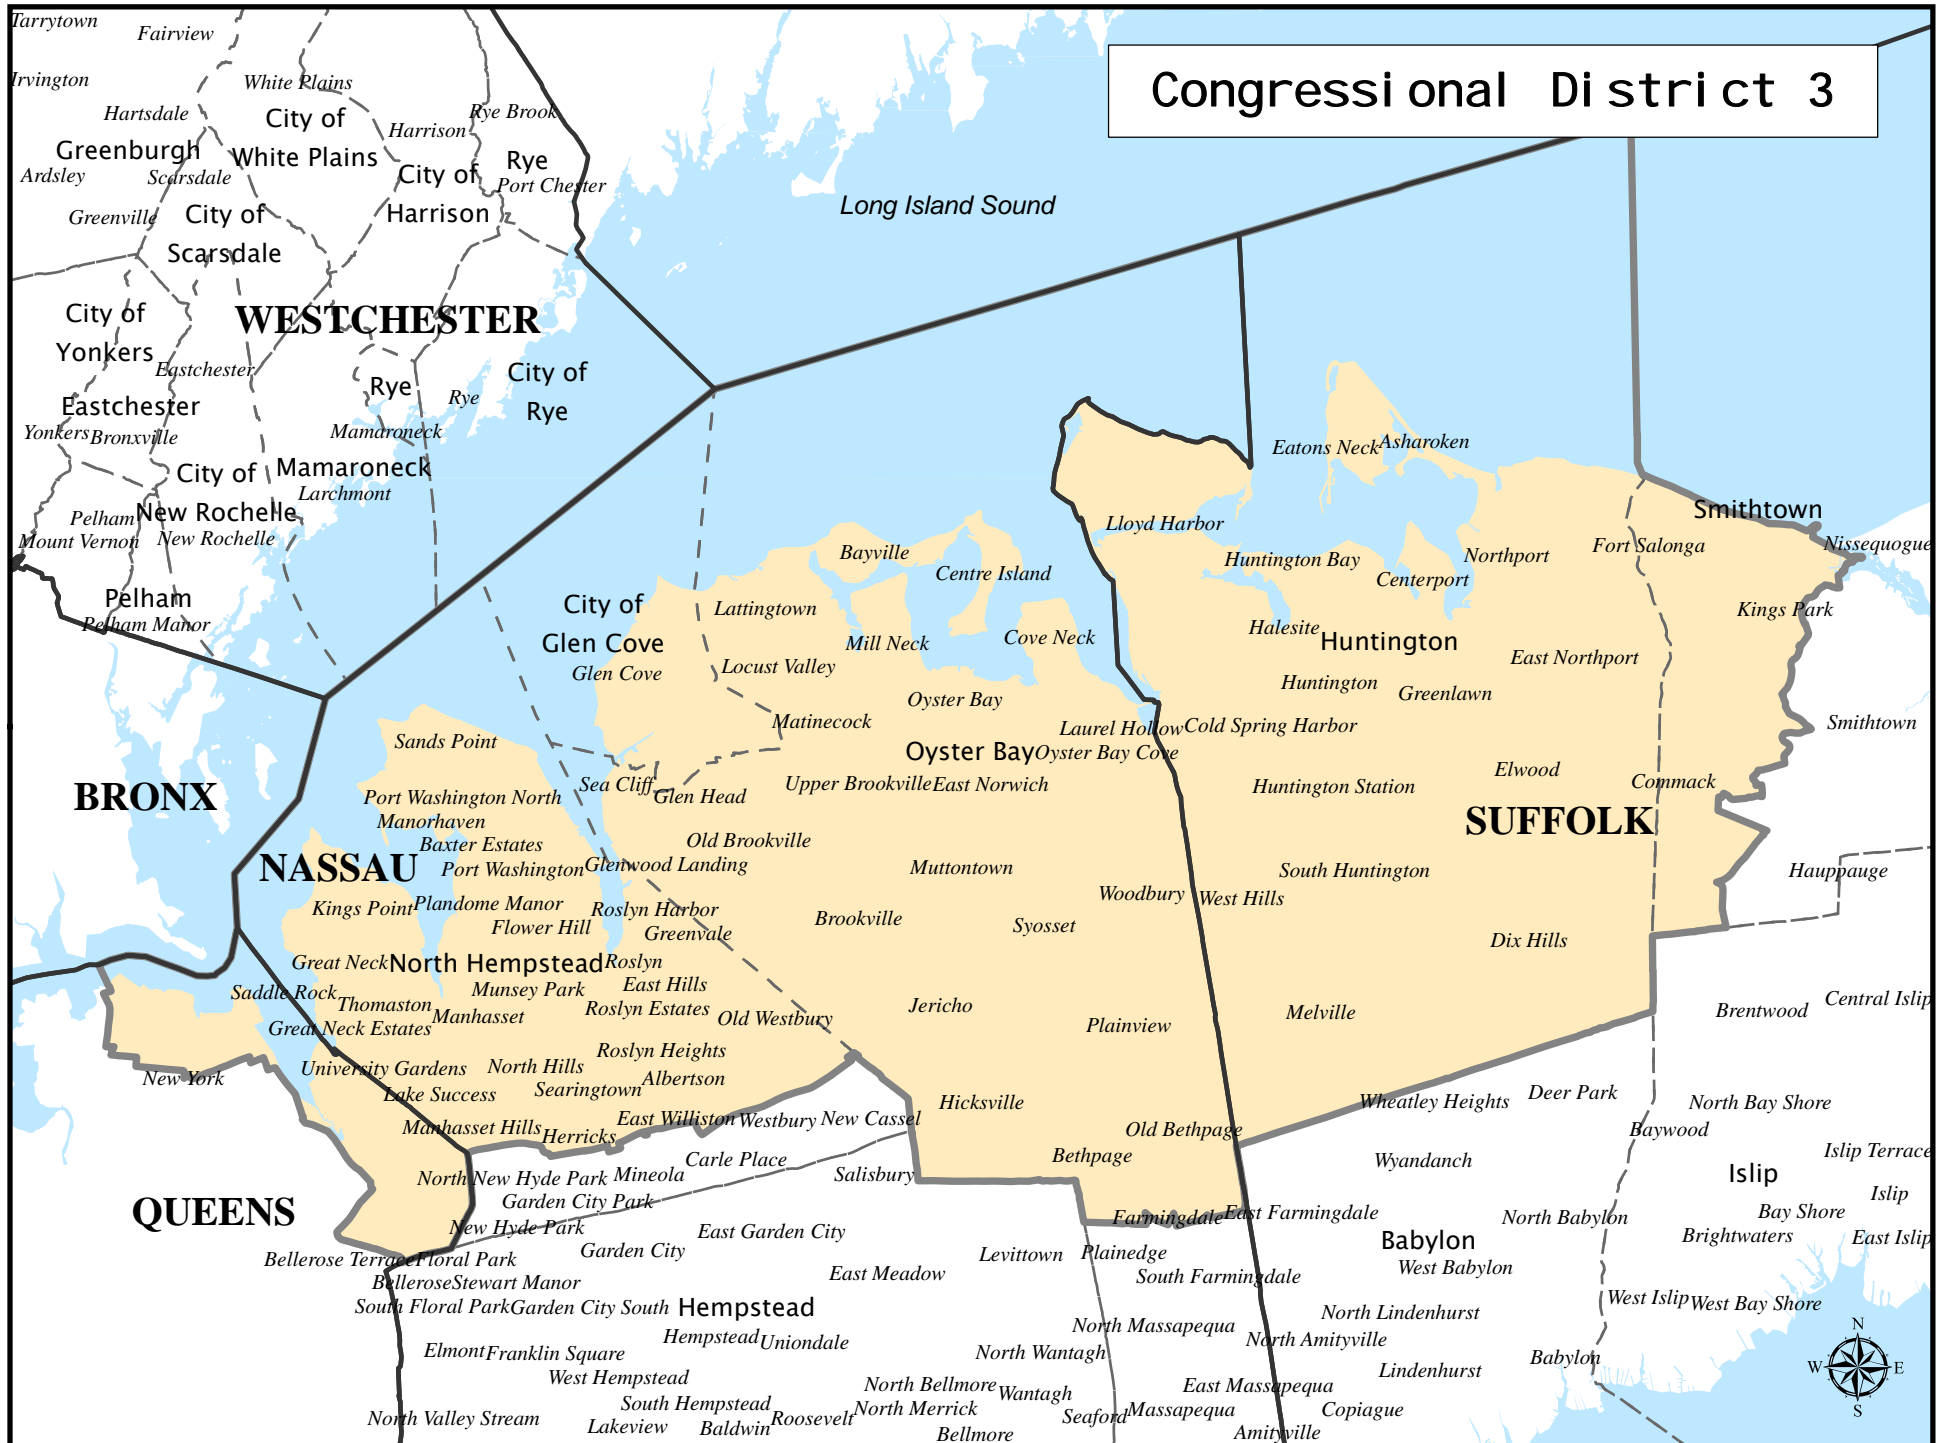 Congressional District 3
Tarrytown
Fairview
Irvington
White Plains
Hartsdale
City of
White Plains
Harrison
Rye Brook
Greenburgh
Ardsley
Scarsdale
City of
Harrison
Rye
Port Chester
Greenville
City of
Scarsdale
Long Island Sound
City of
Yonkers
WESTCHESTER
Eastchester
Eastchester
Rye
Rye
City of
Rye
Yonkers
Bronxville
Mamaroneck
City of
New Rochelle
Mamaroneck
Larchmont
Pelham
Mount Vernon
New Rochelle
Pelham
Pelham Manor
Eatons Neck
Asharoken
Lloyd Harbor
Smithtown
Nissequogue
Bayville
Centre Island
Huntington Bay
Centerport
Northport
Fort Salonga
City of
Glen Cove
Glen Cove
Lattingtown
Mill Neck
Cove Neck
Halesite
Huntington
Kings Park
Locust Valley
East Northport
Oyster Bay
Huntington
Greenlawn
Matinecock
Laurel Hollow
Cold Spring Harbor
Smithtown
Sands Point
Oyster Bay
Oyster Bay Cove
BRONX
Port Washington North
Sea Cliff
Glen Head
Upper Brookville
East Norwich
Huntington Station
Elwood
Commack
Manorhaven
SUFFOLK
Baxter Estates
Old Brookville
NASSAU
Port Washington
Glenwood Landing
Muttontown
South Huntington
Hauppauge
Kings Point
Plandome Manor
Roslyn Harbor
Woodbury
West Hills
Flower Hill
Greenvale
Brookville
Syosset
Dix Hills
Great Neck
North Hempstead
Roslyn
Saddle Rock
Thomaston
Munsey Park
East Hills
Great Neck Estates
Manhasset
Roslyn Estates
Old Westbury
Jericho
Plainview
Melville
Brentwood
Central Islip
New York
University Gardens
North Hills
Roslyn Heights
Lake Success
Searingtown
Albertson
Hicksville
Wheatley Heights
Deer Park
North Bay Shore
Manhasset Hills
Herricks
East Williston
Westbury
New Cassel
Old Bethpage
Baywood
Bethpage
Wyandanch
Islip Terrace
Carle Place
North New Hyde Park
Mineola
Salisbury
Islip
Islip
QUEENS
Garden City Park
New Hyde Park
East Garden City
Farmingdale
East Farmingdale
North Babylon
Bay Shore
Brightwaters
East Islip
Bellerose Terrace
Floral Park
Garden City
Levittown
Plainedge
Babylon
West Babylon
Bellerose
Stewart Manor
East Meadow
South Farmingdale
South Floral Park
Garden City South
Hempstead
North Lindenhurst
West Islip
West Bay Shore
Hempstead
Uniondale
North Massapequa
North Amityville
Elmont
Franklin Square
North Wantagh
Babylon
West Hempstead
Lindenhurst
North Bellmore
Wantagh
East Massapequa
South Hempstead
North Merrick
Seaford
Massapequa
Copiague
North Valley Stream
Lakeview
Baldwin
Roosevelt
Bellmore
Amityville
N
W
E
S